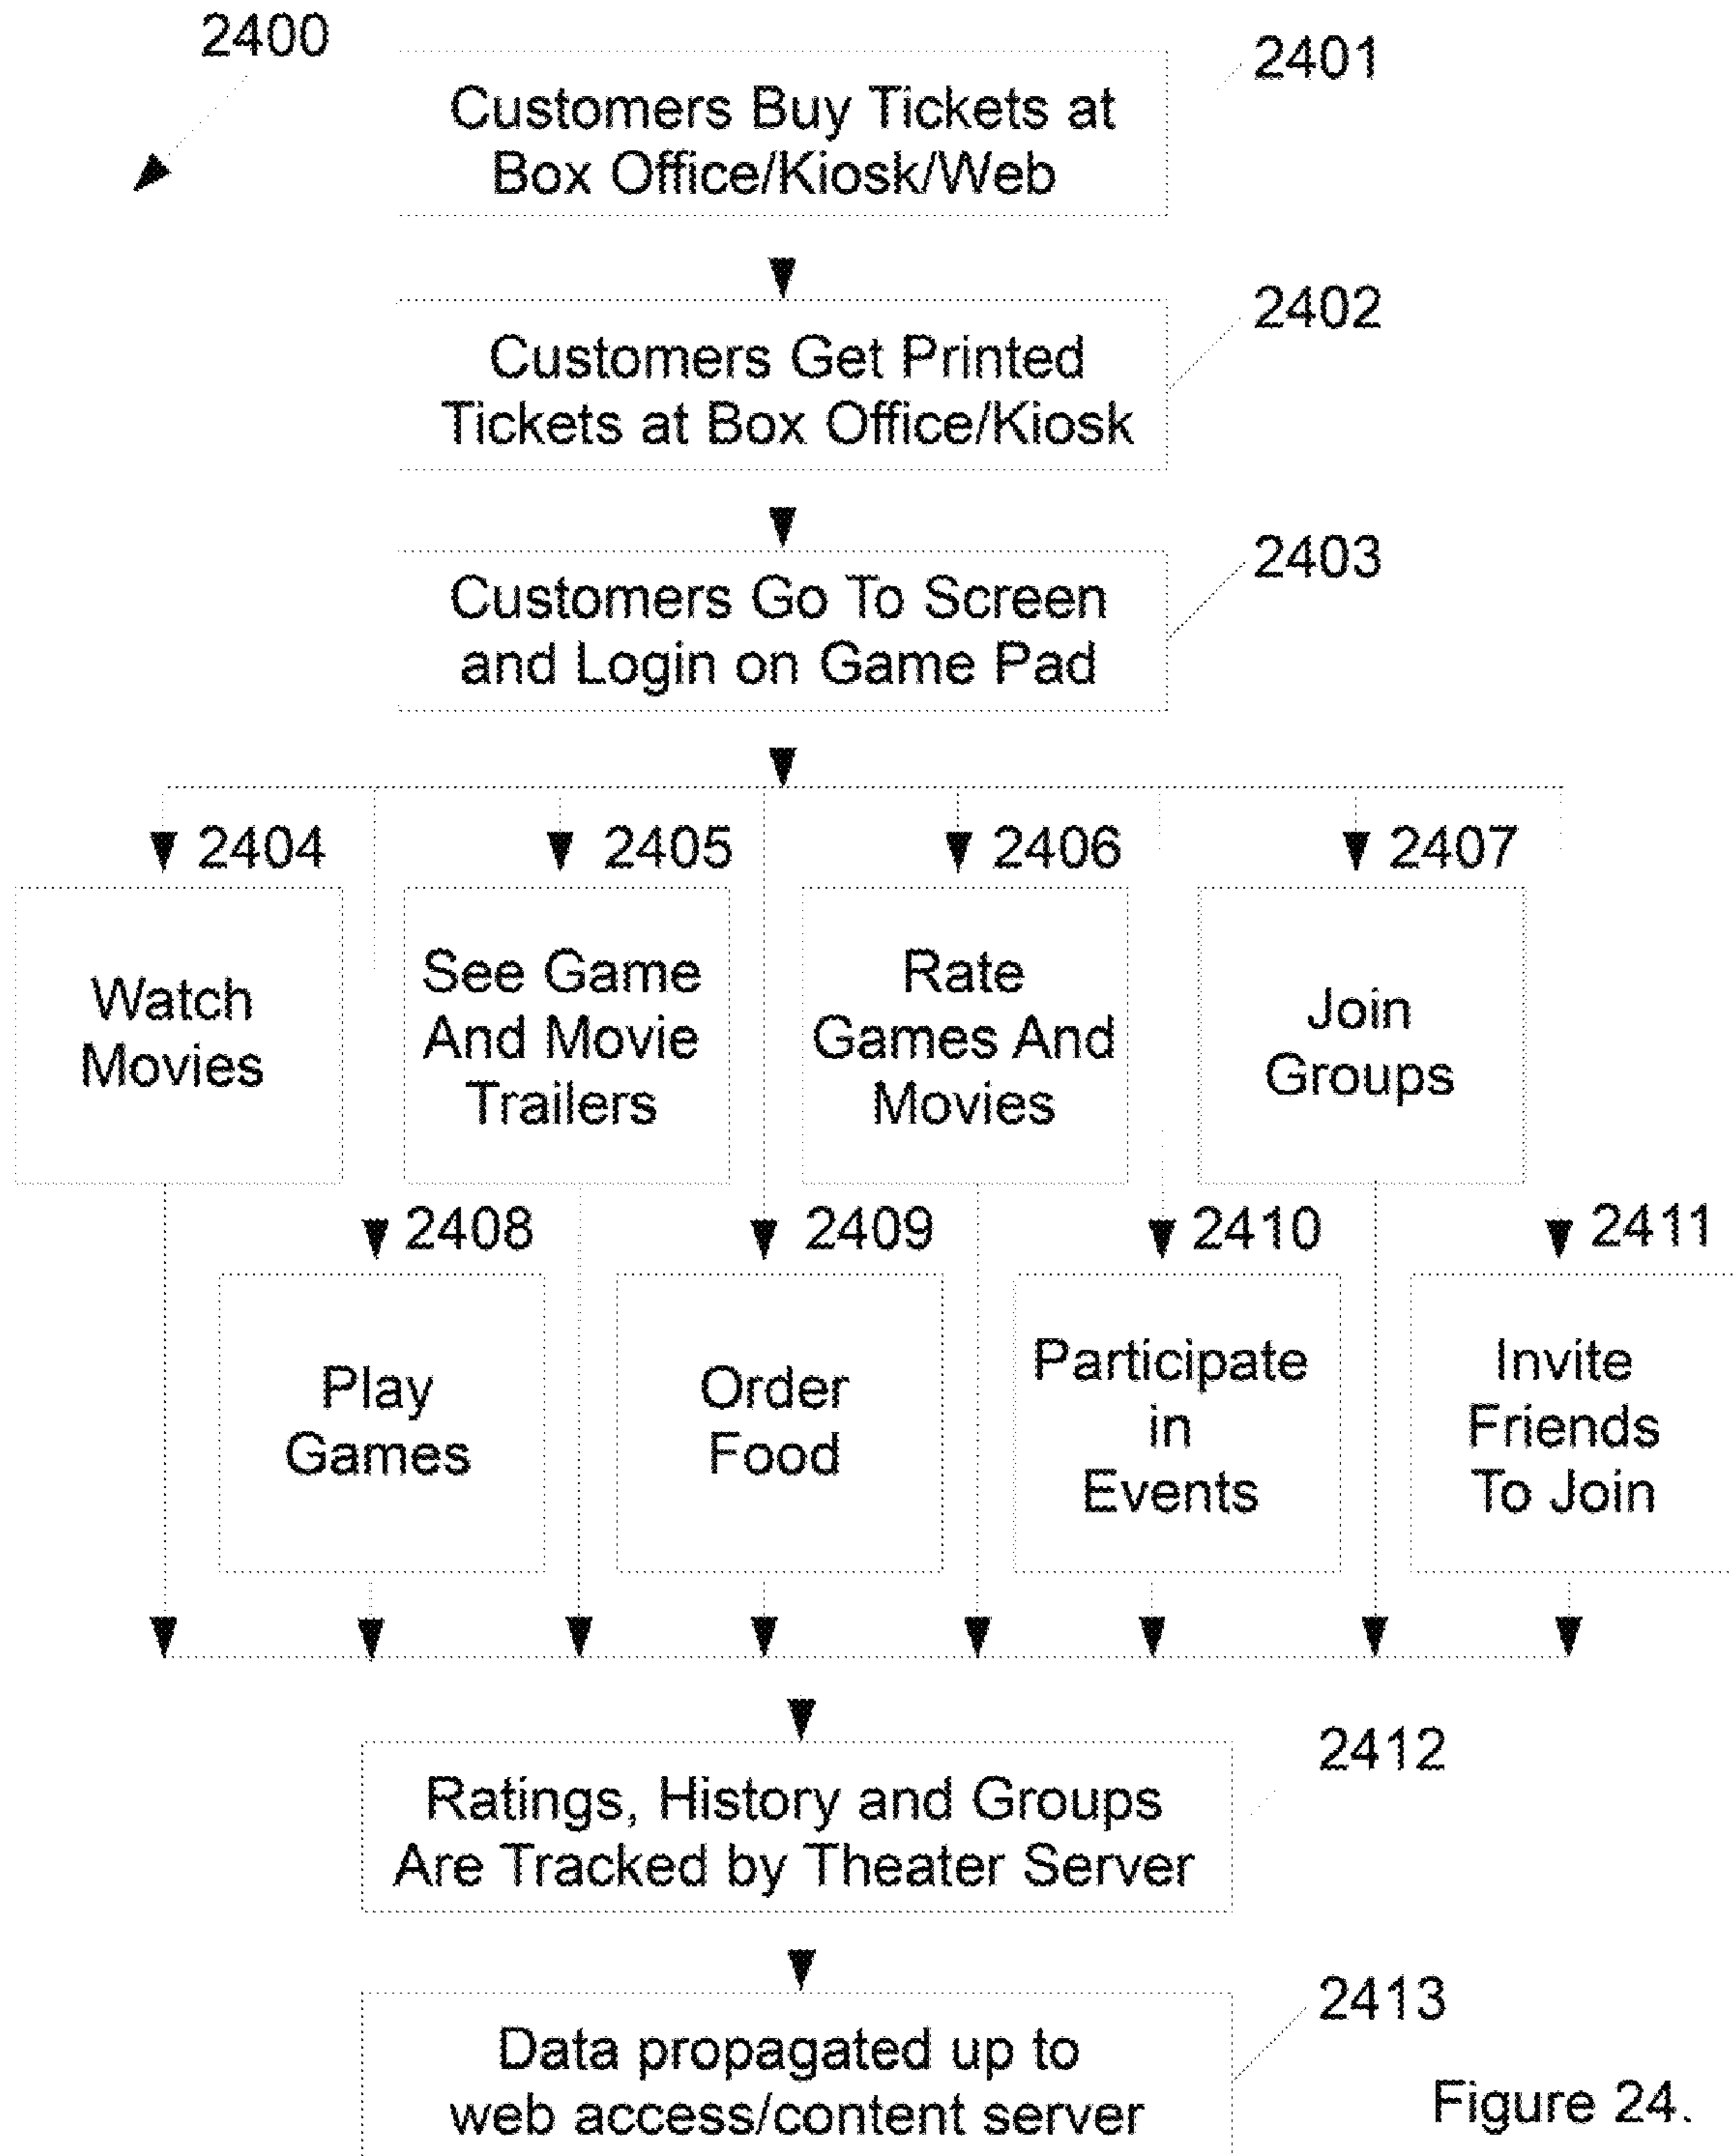 2400
2401
Customers Buy Tickets at
Box Office/Kiosk/Web
2402
Customers Get Printed
Tickets at Box Office/Kiosk
2403
Customers Go To Screen
and Login on Game Pad
2404
2405
2406
2407
Watch
Movies
See Game
And Movie
Trailers
Rate
Games And
Movies
Join
Groups
2408
2409
2410
2411
Play
Games
Order
Food
Participate
in
Events
Invite
Friends
To Join
2412
Ratings, History and Groups
Are Tracked by Theater Server
2413
Data propagated up to
web access/content server
Figure 24.